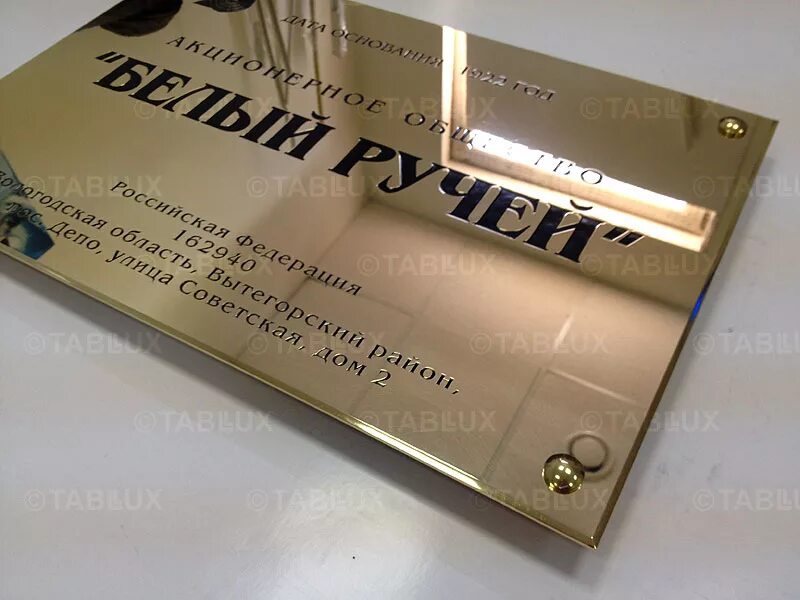 ДАТА ОСНОВАНИЯ 1922 ГОД
АКЦИОНЕРНОЕ ОБЩЕСТВО
"БЕЛЫЙ РУЧЕЙ"
Российская Федерация
162940
Вологодская область, Вытегорский район,
пос. Депо, улица Советская, дом 2
©TABLUX